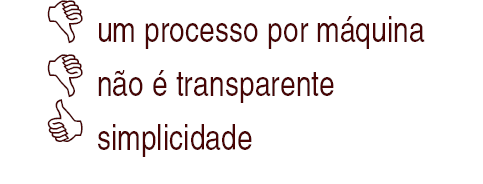 um processo por máquina
não é transparente
simplicidade